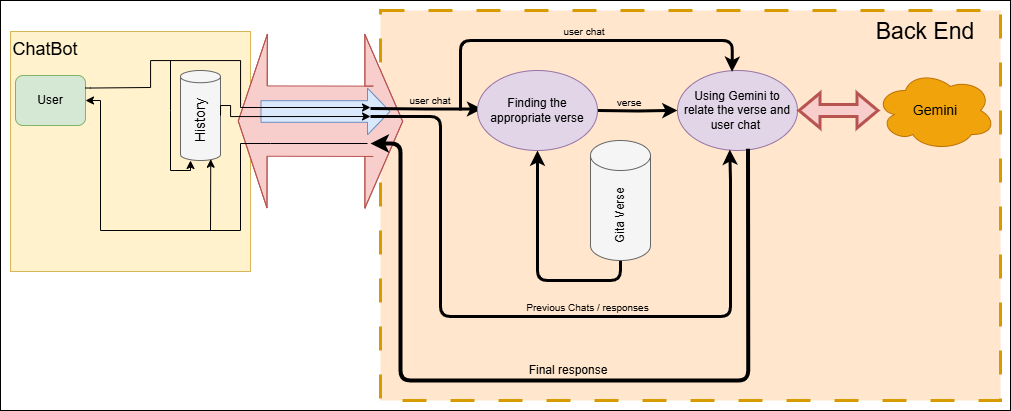 Back End
ChatBot
user chat
User
History
user chat
Finding the
appropriate verse
verse
Using Gemini to
relate the verse and
user chat
Gemini
Gita Verse
Previous Chats / responses
Final response